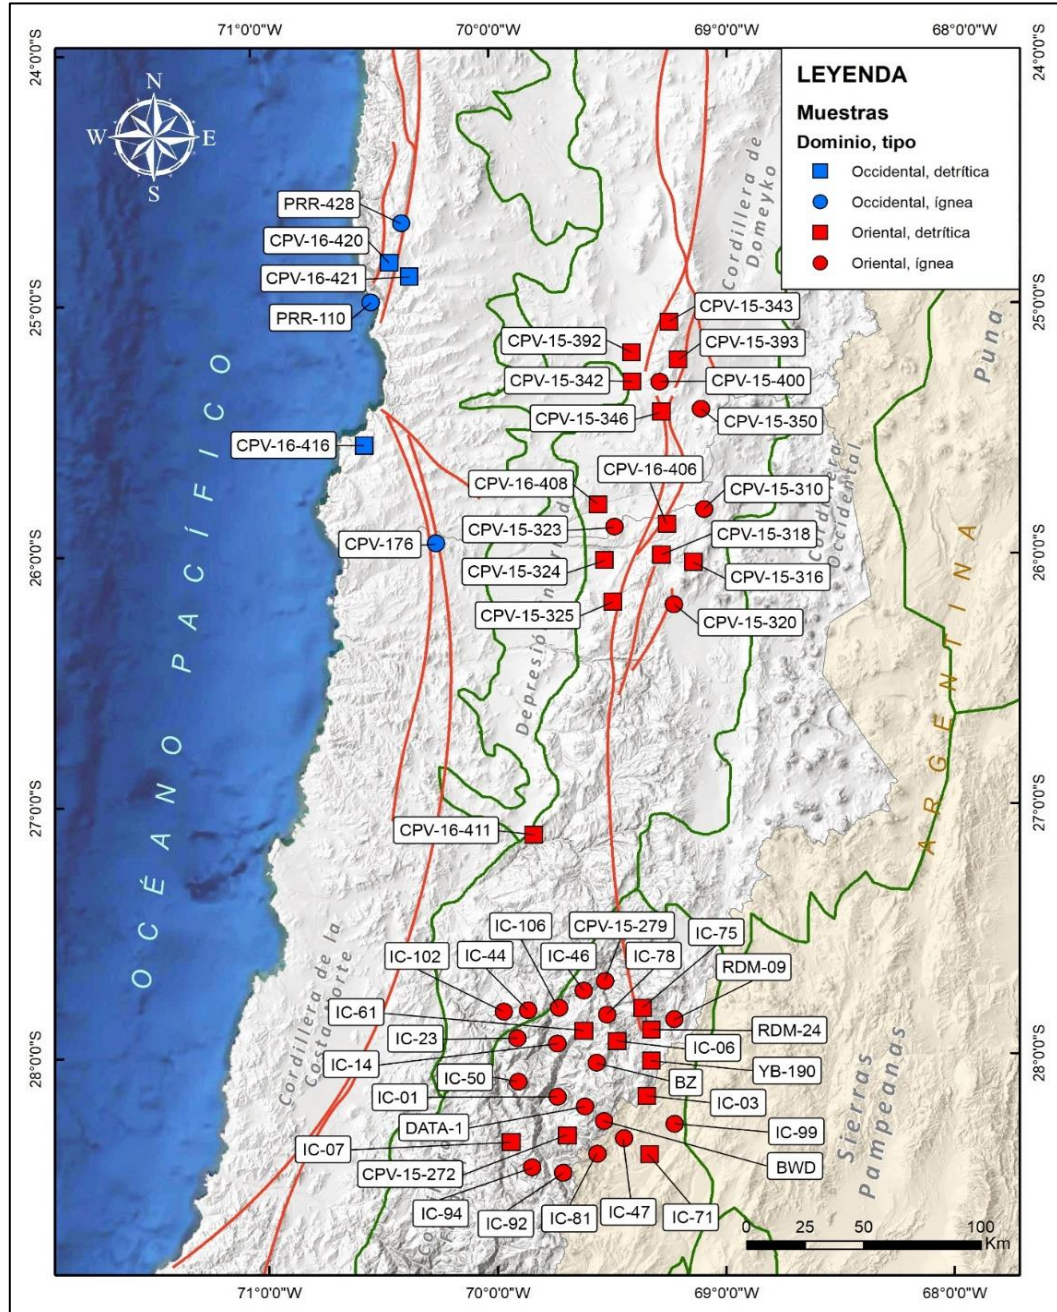 71°0'0"W
70°0'0"W
69°0'0"W
68°0'0"W
24°0'0"S
24°0'0"S
25°0'0"S
25°0'0"S
26°0'0"S
26°0'0"S
27°0'0"S
27°0'0"S
28°0'0"S
28°0'0"S
N
W
E
S
LEYENDA
Muestras
Dominio, tipo
Occidental, detrítica
Occidental, ígnea
Oriental, detrítica
Oriental, ígnea
Cordillera de
Domeyko
PRR-428
CPV-16-420
CPV-16-421
PRR-110
CPV-15-343
CPV-15-392
CPV-15-393
CPV-15-342
CPV-15-400
CPV-15-346
CPV-15-350
Puna
CPV-16-416
CPV-16-406
CPV-16-408
CPV-15-310
CPV-15-323
CPV-15-318
CPV-176
CPV-15-324
CPV-15-316
CPV-15-325
CPV-15-320
Occidental
Depresión
OCÉANO PACÍFICO
ARGENTINA
CPV-16-411
IC-106
CPV-15-279
IC-75
IC-102
IC-44
IC-46
IC-78
RDM-09
IC-61
RDM-24
IC-23
IC-06
IC-14
YB-190
IC-50
BZ
IC-01
IC-03
DATA-1
IC-99
IC-07
BWD
CPV-15-272
IC-94
IC-92
IC-81
IC-47
IC-71
Cordillera de la
Costa Norte
Sierras
Pampeanas
0
25
50
100
Km
71°0'0"W
70°0'0"W
69°0'0"W
68°0'0"W